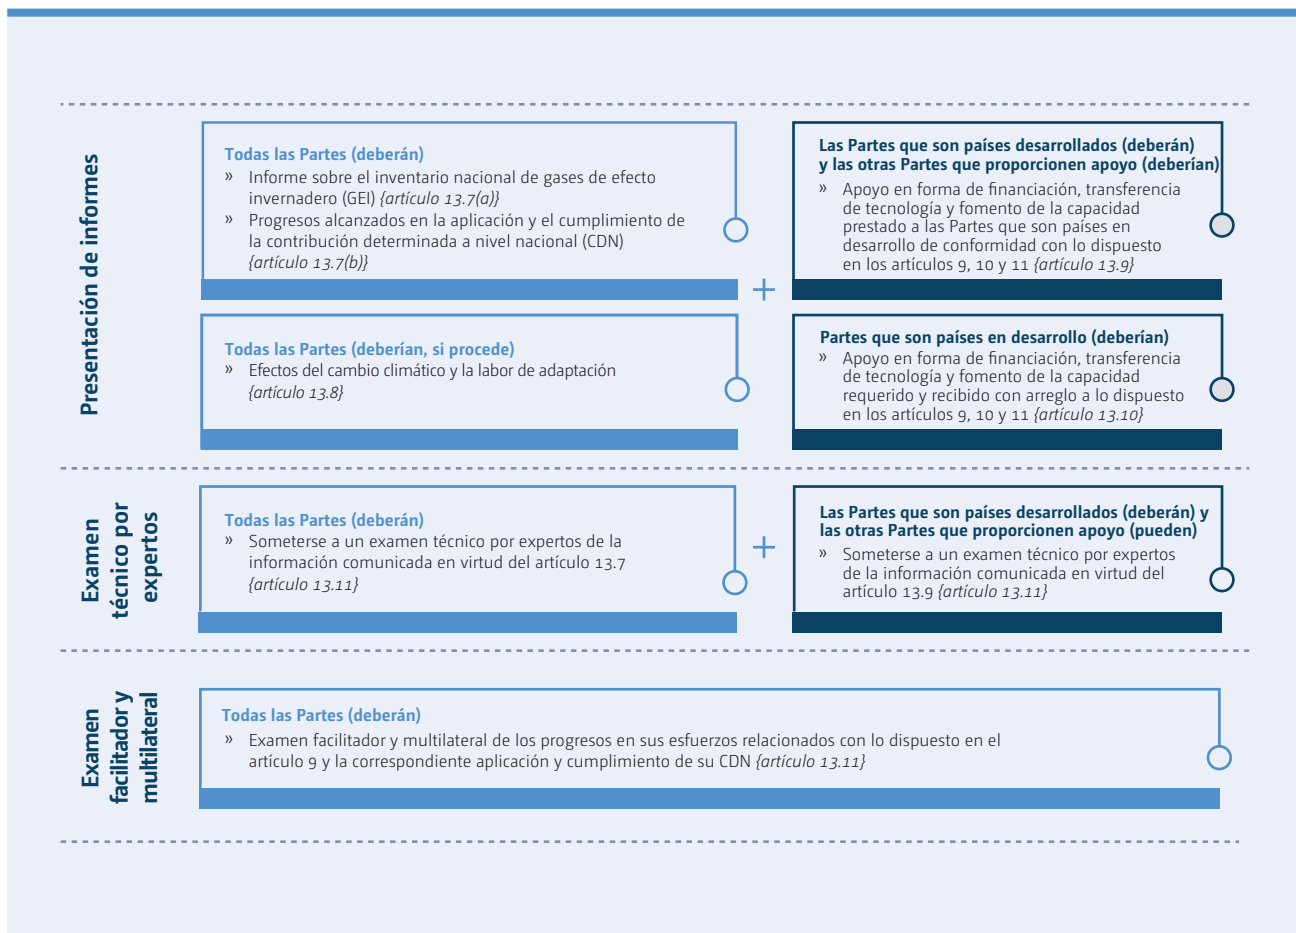 Presentación de informes
Todas las Partes (deberán)
» Informe sobre el inventario nacional de gases de efecto
invernadero (GEI) {artículo 13.7(a)}
» Progresos alcanzados en la aplicación y el cumplimiento de
la contribución determinada a nivel nacional (CDN)
{artículo 13.7(b)}
+
Las Partes que son países desarrollados (deberán)
y las otras Partes que proporcionen apoyo (deberían)
» Apoyo en forma de financiación, transferencia
de tecnología y fomento de la capacidad
prestado a las Partes que son países en
desarrollo de conformidad con lo dispuesto
en los artículos 9, 10 y 11 {artículo 13.9}
Todas las Partes (deberían, si procede)
» Efectos del cambio climático y la labor de adaptación
{artículo 13.8}
Partes que son países en desarrollo (deberían)
» Apoyo en forma de financiación, transferencia
de tecnología y fomento de la capacidad
requerido y recibido con arreglo a lo dispuesto
en los artículos 9, 10 y 11 {artículo 13.10}
Examen
técnico por
expertos
Todas las Partes (deberán)
» Someterse a un examen técnico por expertos de la
información comunicada en virtud del artículo 13.7
{artículo 13.11}
+
Las Partes que son países desarrollados (deberán) y
las otras Partes que proporcionen apoyo (pueden)
» Someterse a un examen técnico por expertos
de la información comunicada en virtud del
artículo 13.9 {artículo 13.11}
Examen
facilitador y
multilateral
Todas las Partes (deberán)
» Examen facilitador y multilateral de los progresos en sus esfuerzos relacionados con lo dispuesto en el
artículo 9 y la correspondiente aplicación y cumplimiento de su CDN {artículo 13.11}